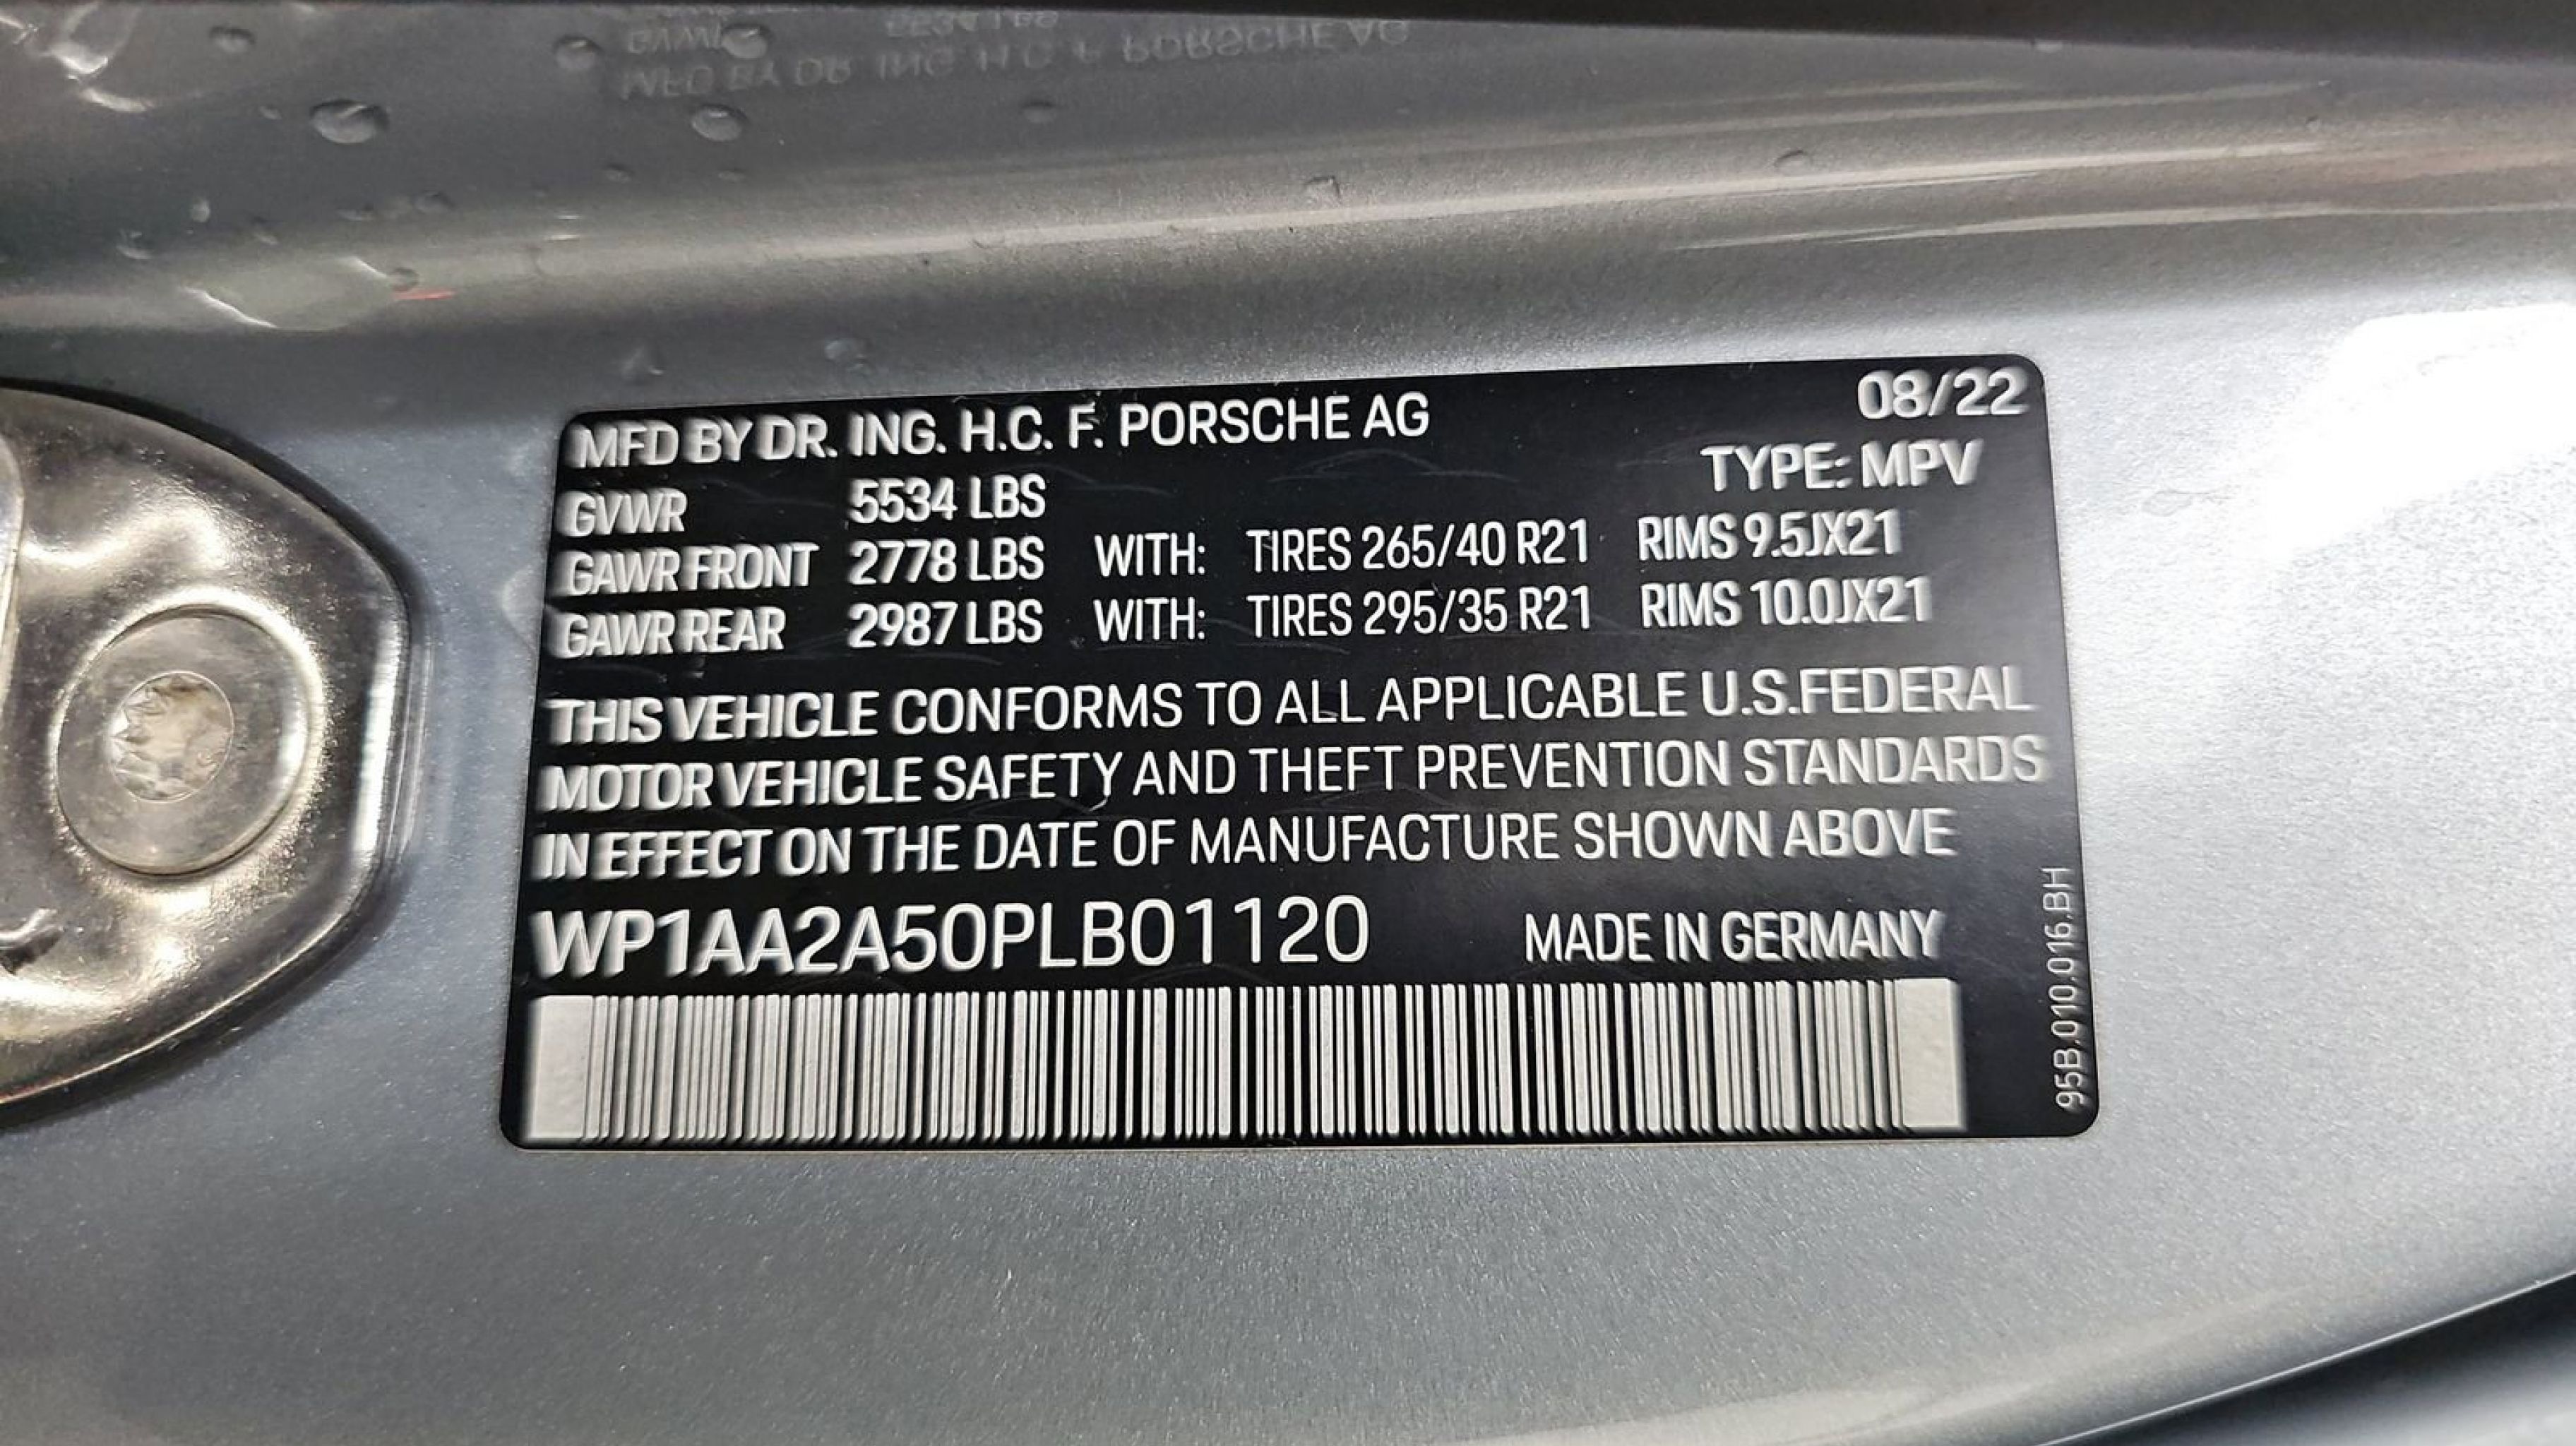 MFD BY DR. ING. H.C. F. PORSCHE AG 08/22
TYPE: MPV
GVWR 5534 LBS
GAWR FRONT 2778 LBS WITH: TIRES 265/40 R21 RIMS 9.5JX21
GAWR REAR 2987 LBS WITH: TIRES 295/35 R21 RIMS 10.0JX21
THIS VEHICLE CONFORMS TO ALL APPLICABLE U.S.FEDERAL
MOTOR VEHICLE SAFETY AND THEFT PREVENTION STANDARDS
IN EFFECT ON THE DATE OF MANUFACTURE SHOWN ABOVE
WP1AA2A50PLB01120 MADE IN GERMANY
95B.010.016.BH